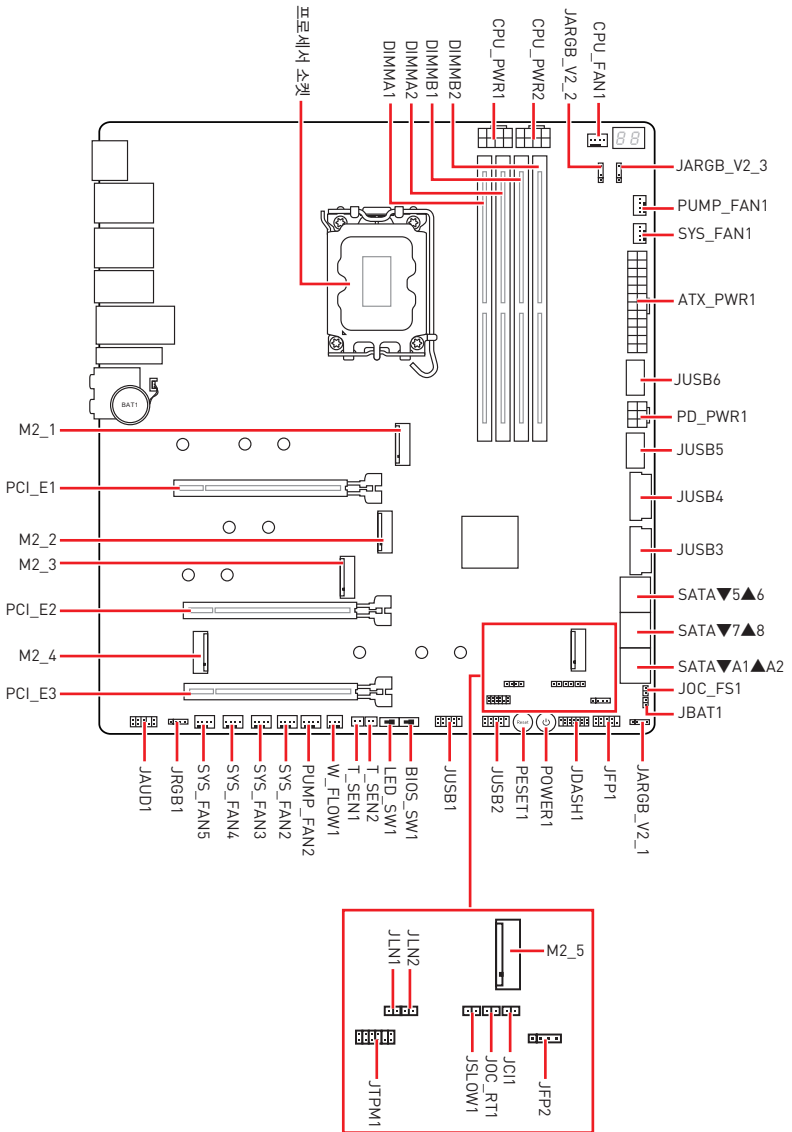 프로세서 소켓
DIMMA1
DIMMA2
DIMMB1
DIMMB2
CPU_PWR1
CPU_PWR2
JARGB_V2_2
CPU_FAN1
88
JARGB_V2_3
PUMP_FAN1
SYS_FAN1
ATX_PWR1
JUSB6
PD_PWR1
JUSB5
JUSB4
JUSB3
SATA▼5▲6
SATA▼7▲8
SATA▼A1▲A2
JOC_FS1
JBAT1
BAT1
M2_1
PCI_E1
M2_2
M2_3
PCI_E2
M2_4
PCI_E3
Reset
JAUD1
JRGB1
SYS_FAN5
SYS_FAN4
SYS_FAN3
SYS_FAN2
PUMP_FAN2
W_FLOW1
T_SEN1
T_SEN2
LED_SW1
BIOS_SW1
JUSB1
JUSB2
PESET1
POWER1
JDASH1
JFP1
JARGB_V2_1
M2_5
JLN1
JLN2
JTPM1
JSLOW1
JOC_RT1
JCI1
JFP2